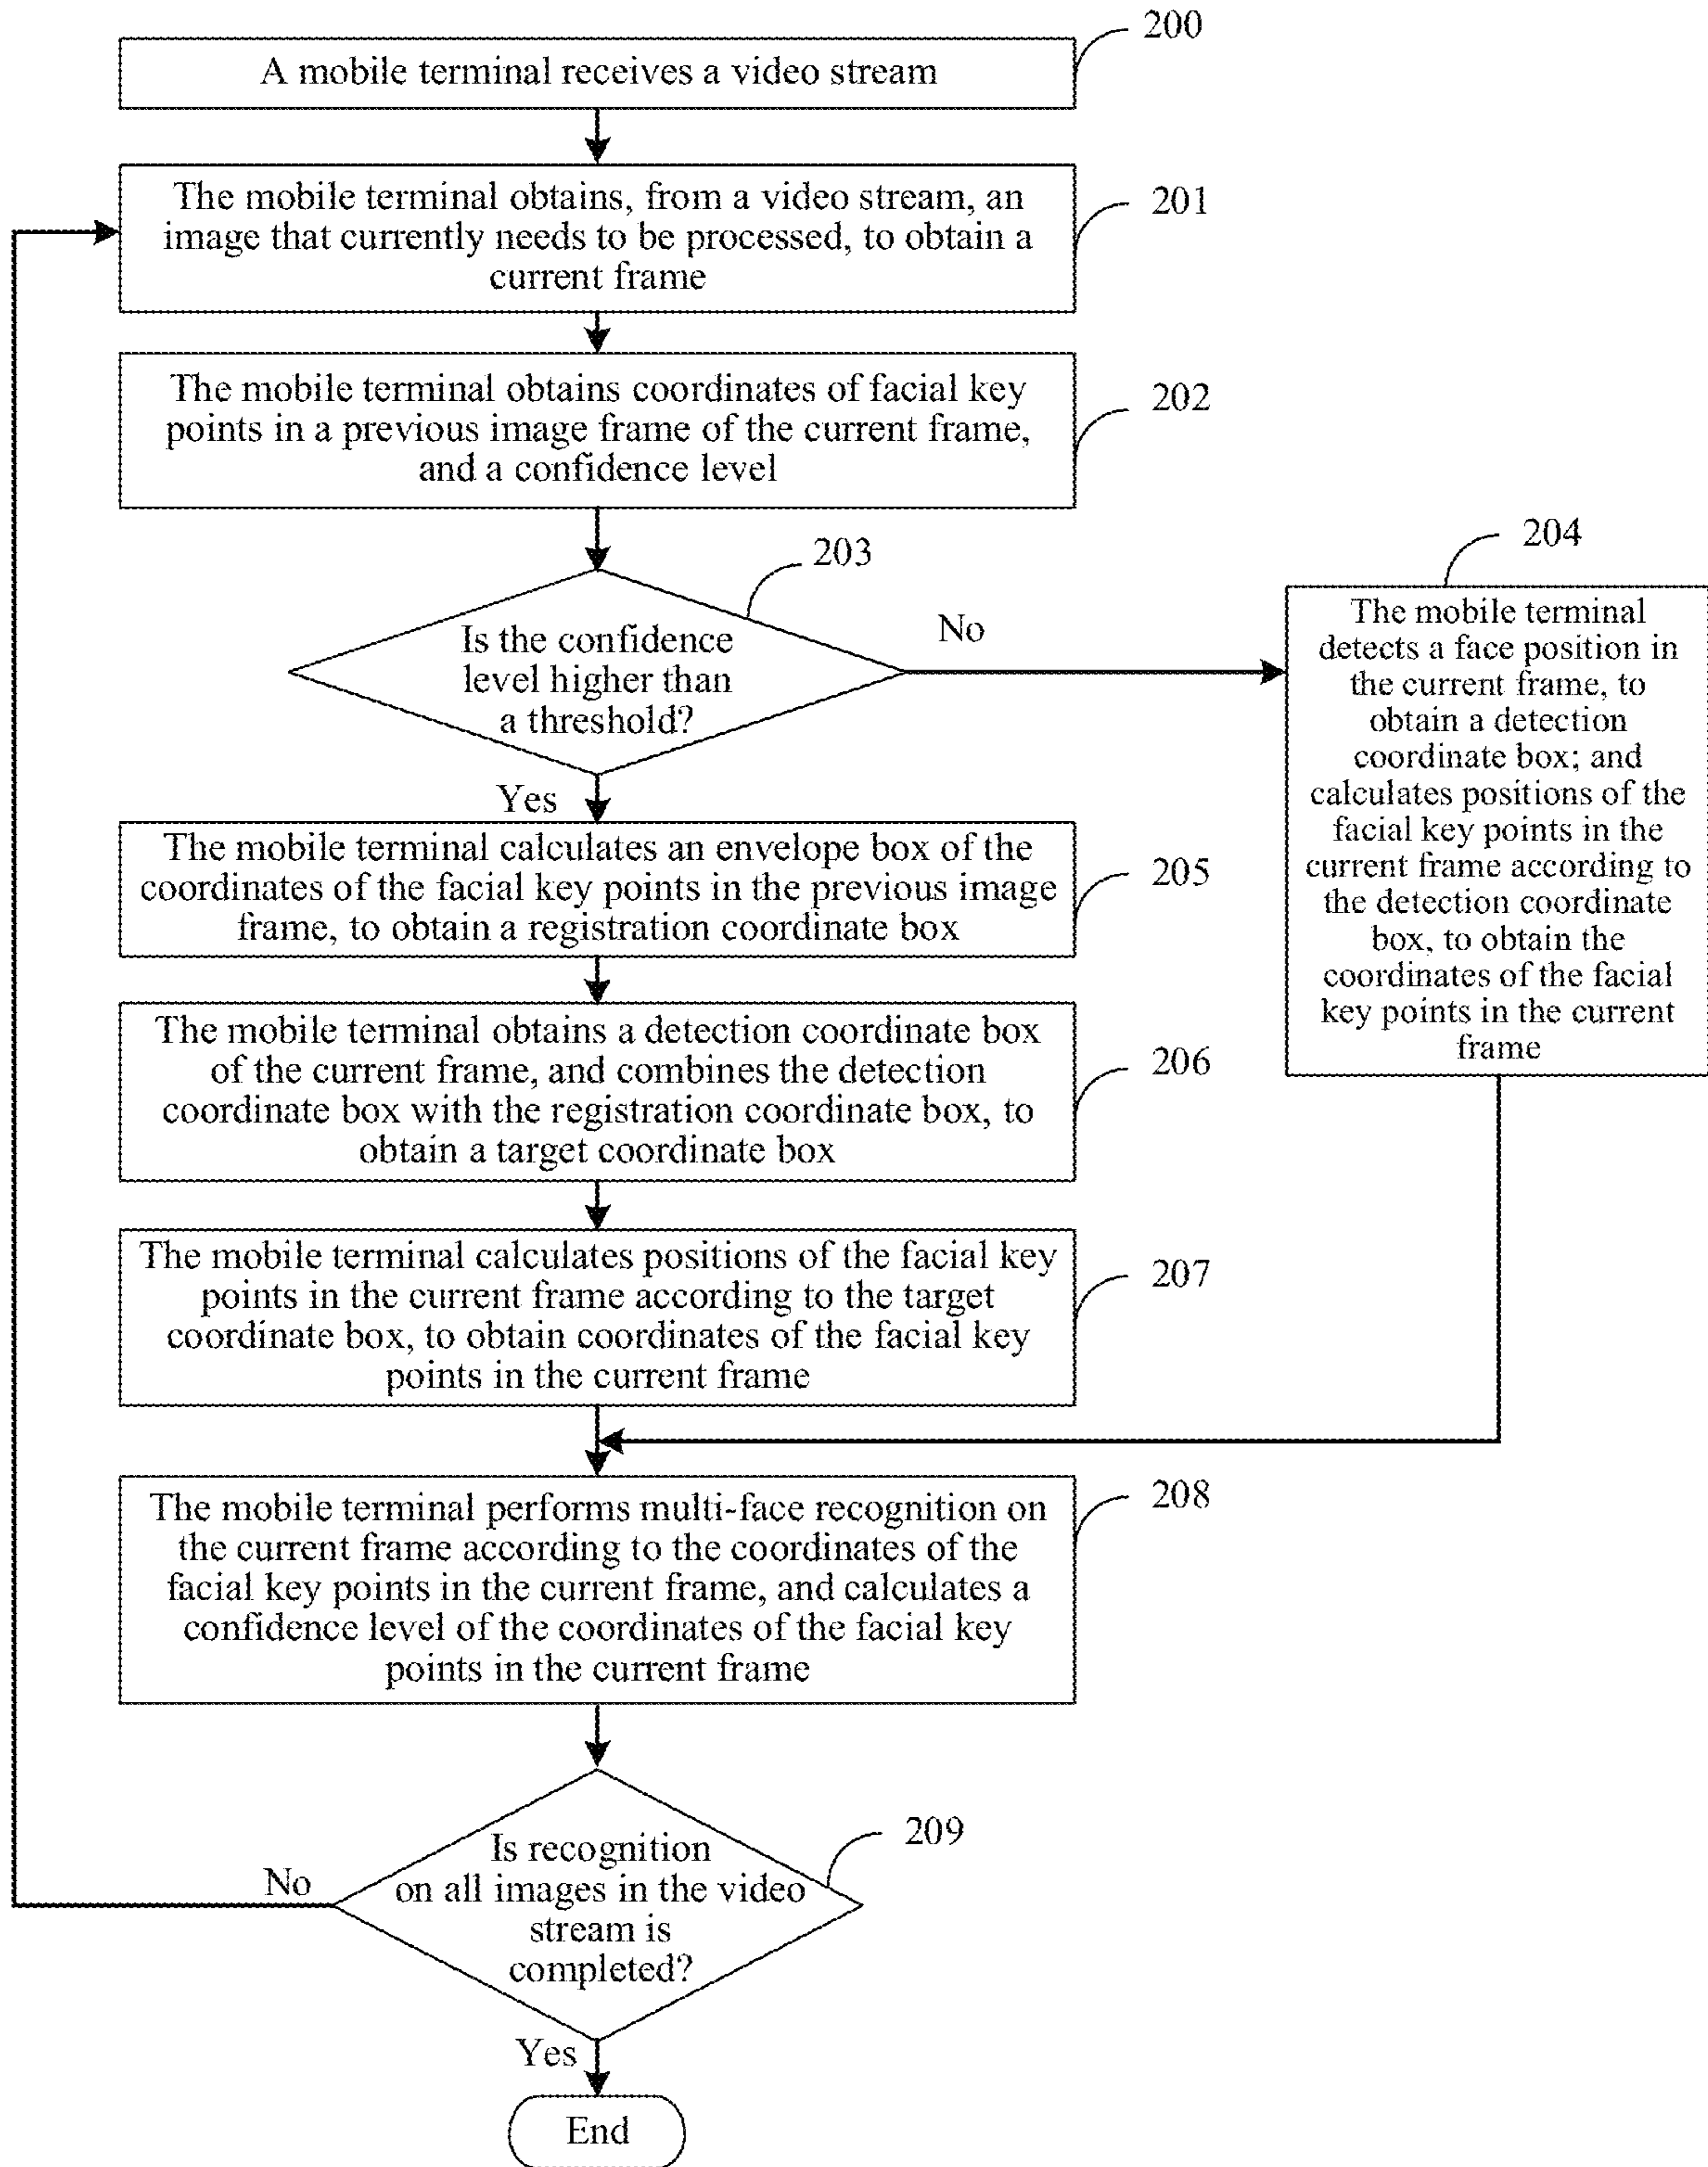 200
A mobile terminal receives a video stream
201
The mobile terminal obtains, from a video stream, an
image that currently needs to be processed, to obtain a
current frame
202
The mobile terminal obtains coordinates of facial key
points in a previous image frame of the current frame,
and a confidence level
203
Is the confidence
level higher than
a threshold?
No
Yes
204
The mobile terminal
detects a face position in
the current frame, to
obtain a detection
coordinate box; and
calculates positions of the
facial key points in the
current frame according to
the detection coordinate
box, to obtain the
coordinates of the facial
key points in the current
frame
205
The mobile terminal calculates an envelope box of the
coordinates of the facial key points in the previous image
frame, to obtain a registration coordinate box
206
The mobile terminal obtains a detection coordinate box
of the current frame, and combines the detection
coordinate box with the registration coordinate box, to
obtain a target coordinate box
207
The mobile terminal calculates positions of the facial key
points in the current frame according to the target
coordinate box, to obtain coordinates of the facial key
points in the current frame
208
The mobile terminal performs multi-face recognition on
the current frame according to the coordinates of the
facial key points in the current frame, and calculates a
confidence level of the coordinates of the facial key
points in the current frame
209
Is recognition
on all images in the video
stream is
completed?
No
Yes
End